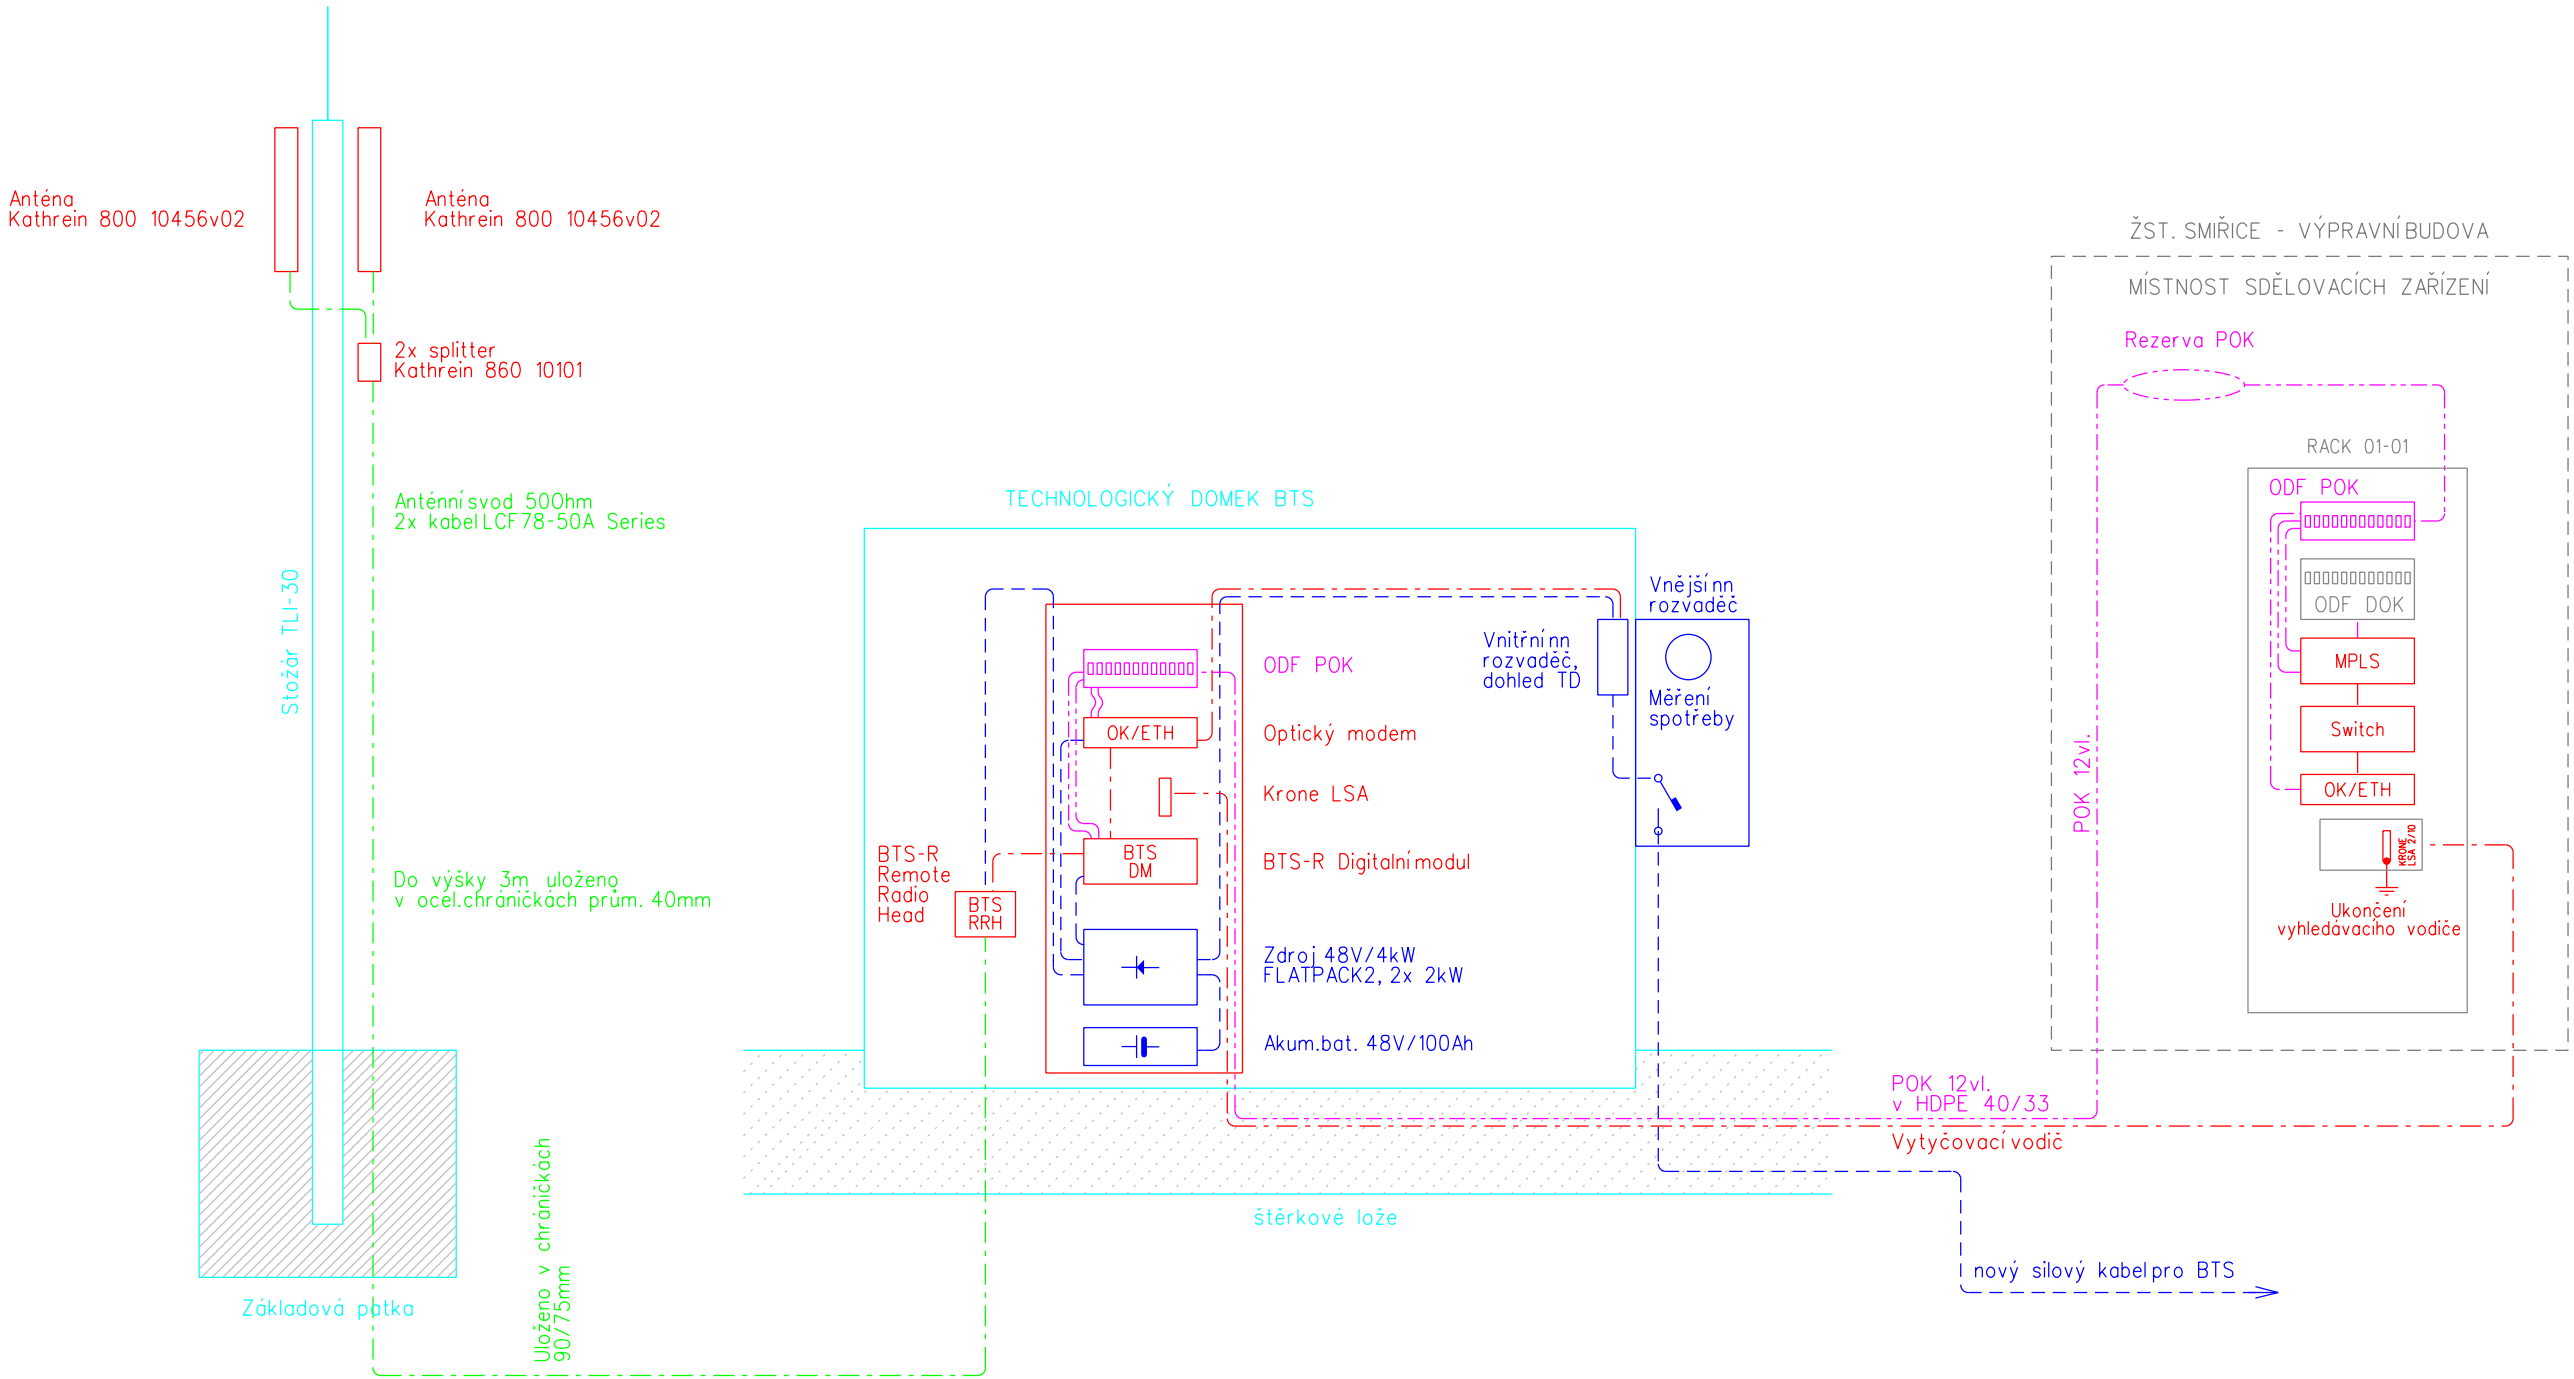 Anténa
Kathrein 800 10456v02
Anténa
Kathrein 800 10456v02
2x splitter
Kathrein 860 10101
Anténní svod 50Ohm
2x kabel LCF78-50A Series
Stožár TLI-30
Do výšky 3m uloženo
v ocel.chráničkách prům. 40mm
Základová patka
Uloženo v chráničkách
90/75mm
TECHNOLOGICKÝ DOMEK BTS
ODF POK
OK/ETH
Optický modem
Krone LSA
BTS-R
Remote
Radio
Head
BTS
RRH
BTS
DM
BTS-R Digitalní modul
Zdroj 48V/4kW
FLATPACK2, 2x 2kW
Akum.bat. 48V/100Ah
Vnitřní nn
rozvaděč,
dohled TD
Vnější nn
rozvaděč
Měření
spotřeby
štěrkové lože
POK 12vl.
v HDPE 40/33
Vytyčovací vodič
nový silový kabel pro BTS
ŽST. SMIŘICE - VÝPRAVNÍ BUDOVA
MÍSTNOST SDĚLOVACÍCH ZAŘÍZENÍ
Rezerva POK
POK 12vl.
RACK 01-01
ODF POK
ODF DOK
MPLS
Switch
OK/ETH
KRONE
LSA 2/10
Ukončení
vyhledávacího vodiče